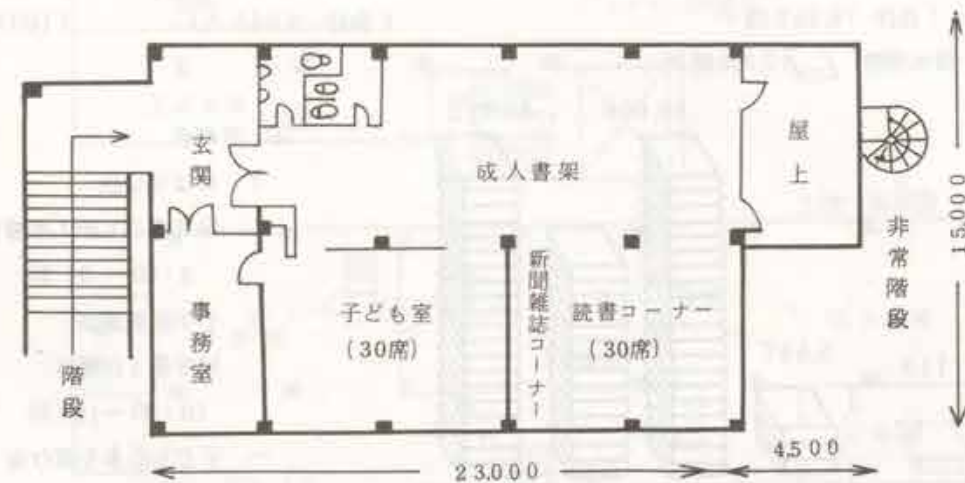 玄関
成人書架
屋上
非常階段
15,000
階段
事務室
子ども室
(30席)
新聞雑誌コーナー
読書コーナー
(30席)
23,000
4,500